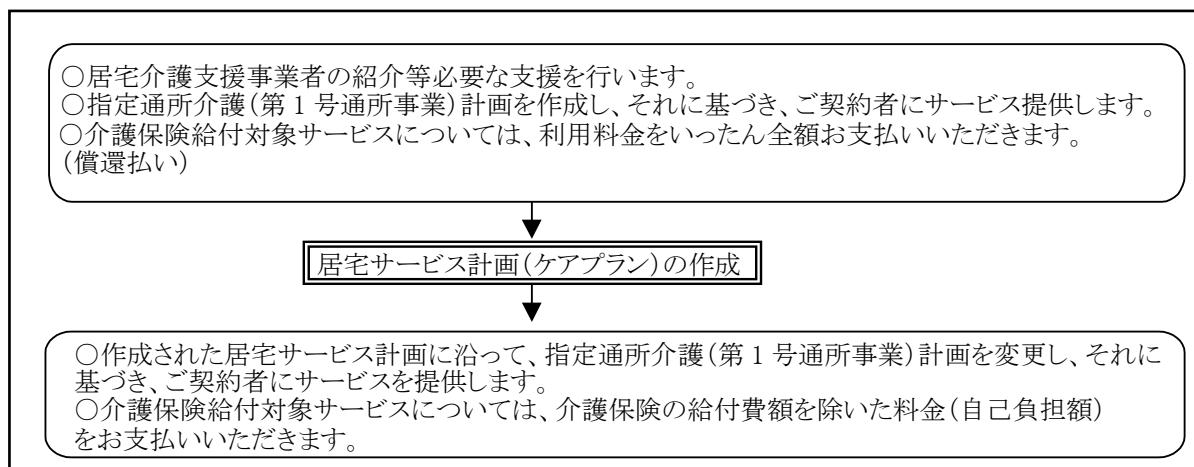 ○居宅介護支援事業者の紹介等必要な支援を行います。
○指定通所介護(第1号通所事業)計画を作成し、それに基づき、ご契約者にサービス提供します。
○介護保険給付対象サービスについては、利用料金をいったん全額お支払いいただきます。
(償還払い)
居宅サービス計画(ケアプラン)の作成
○作成された居宅サービス計画に沿って、指定通所介護(第1号通所事業)計画を変更し、それに
基づき、ご契約者にサービスを提供します。
○介護保険給付対象サービスについては、介護保険の給付費額を除いた料金(自己負担額)
をお支払いいただきます。